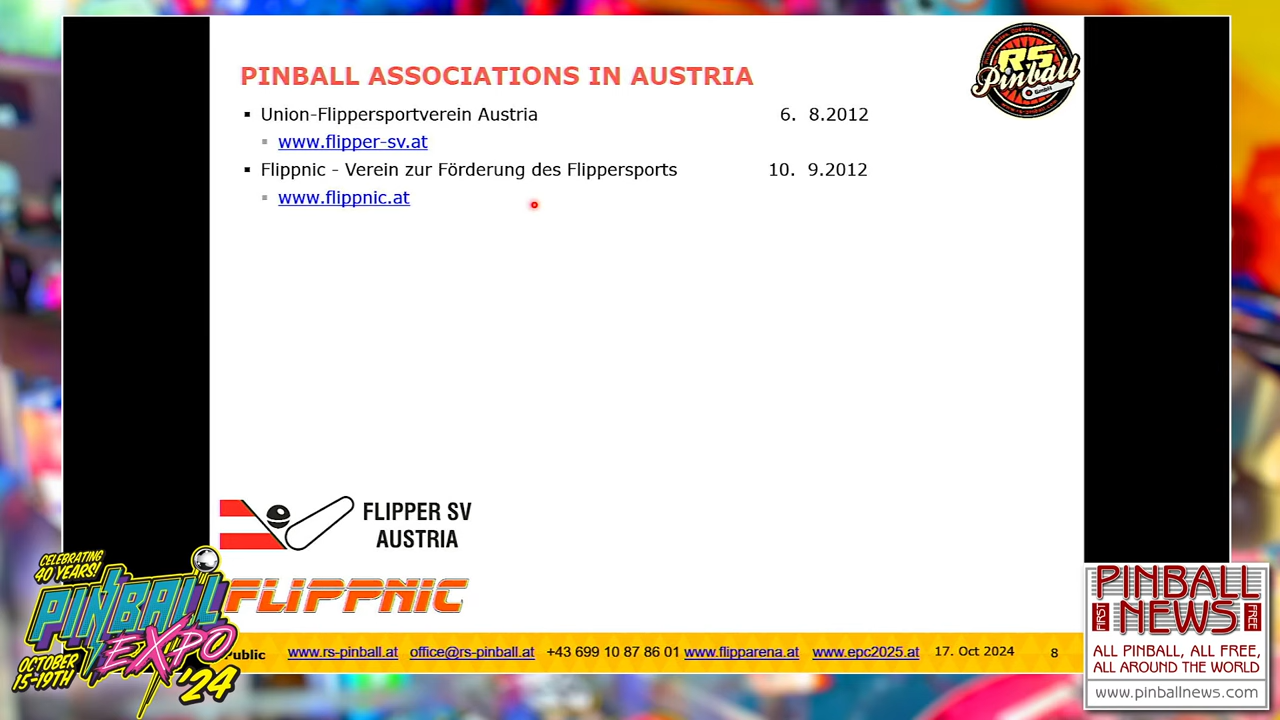 PINBALL ASSOCIATIONS IN AUSTRIA
RS
Pinball
GmbH
Union-Flippersportverein Austria 6. 8.2012
www.flipper-sv.at
Flippnic - Verein zur Förderung des Flippersports 10. 9.2012
www.flippnic.at
FLIPPER SV
AUSTRIA
FLIPPNIC
CELEBRATING
40 YEARS!
PINBALL
EXPO
OCTOBER
15-19TH
'24
ublic www.rs-pinball.at office@rs-pinball.at +43 699 10 87 86 01 www.flipparena.at www.epc2025.at 17. Oct 2024 8
PINBALL
FIRST NEWS FREE
ALL PINBALL, ALL FREE,
ALL AROUND THE WORLD
www.pinballnews.com